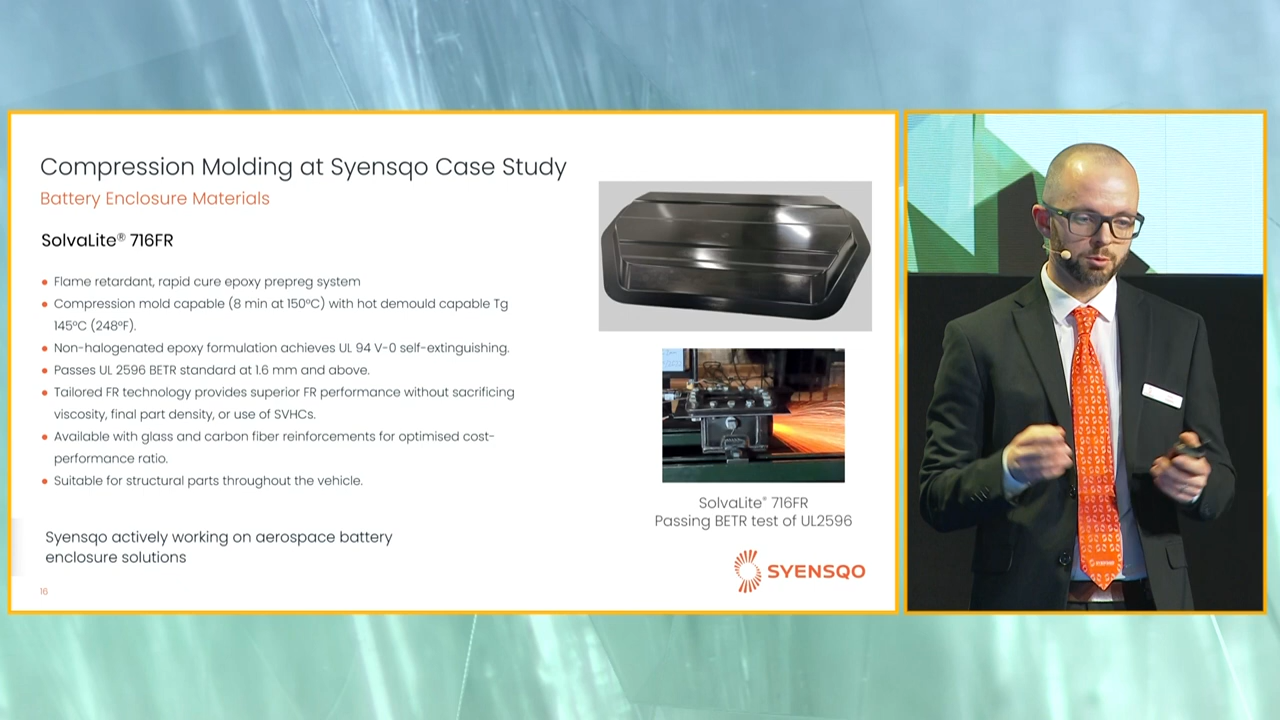 Compression Molding at Syensqo Case Study
Battery Enclosure Materials
SolvaLite® 716FR
• Flame retardant, rapid cure epoxy prepreg system
• Compression mold capable (8 min at 150ºC) with hot demould capable Tg
145ºC (248ºF).
• Non-halogenated epoxy formulation achieves UL 94 V-0 self-extinguishing.
• Passes UL 2596 BETR standard at 1.6 mm and above.
• Tailored FR technology provides superior FR performance without sacrificing
viscosity, final part density, or use of SVHCs.
• Available with glass and carbon fiber reinforcements for optimised cost-
performance ratio.
• Suitable for structural parts throughout the vehicle.
Syensqo actively working on aerospace battery
enclosure solutions
16
SolvaLite® 716FR
Passing BETR test of UL2596
SYENSQO
SYENSQO